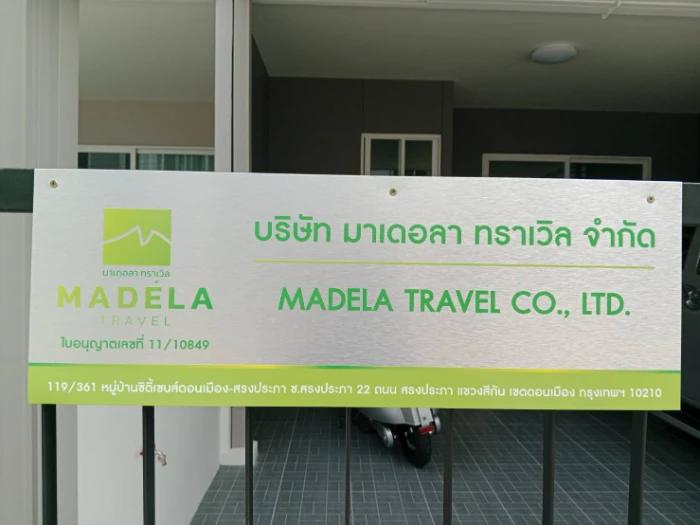 มาเดอลา ทราเวิล
MADÉLA
TRAVEL
ใบอนุญาตเลขที่ 11/10849
บริษัท มาเดอลา ทราเวิล จำกัด
MADELA TRAVEL CO., LTD.
119/361 หมู่บ้านซิตี้เซนส์ดอนเมือง-สรงประภา ซ.สรงประภา 22 ถนน สรงประภา แขวงสีกัน เขตดอนเมือง กรุงเทพฯ 10210